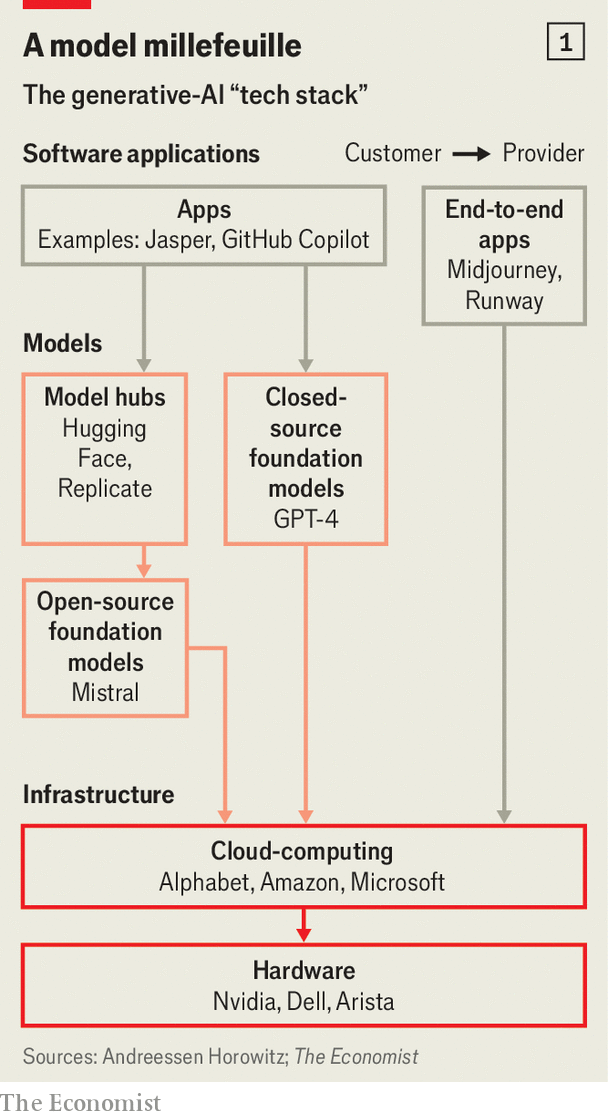 A model millefeuille
1
The generative-AI “tech stack”
Software applications
Customer → Provider
Apps
Examples: Jasper, GitHub Copilot
End-to-end
apps
Midjourney,
Runway
Models
Model hubs
Hugging
Face,
Replicate
Closed-
source
foundation
models
GPT-4
Open-source
foundation
models
Mistral
Infrastructure
Cloud-computing
Alphabet, Amazon, Microsoft
Hardware
Nvidia, Dell, Arista
Sources: Andreessen Horowitz; The Economist
The Economist